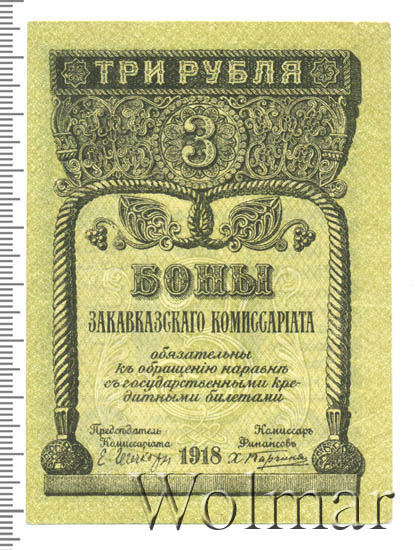 ТРИ РУБЛЯ
3
БОНЫ
ЗАКАВКАЗСКАГО КОМИССАРІАТА
обязательны
къ обращенію наравнѣ
съ государственными кре-
дитными билетами
Предсѣдатель Комиссаръ
Комиссаріата Финансовъ
1918
Wolmar